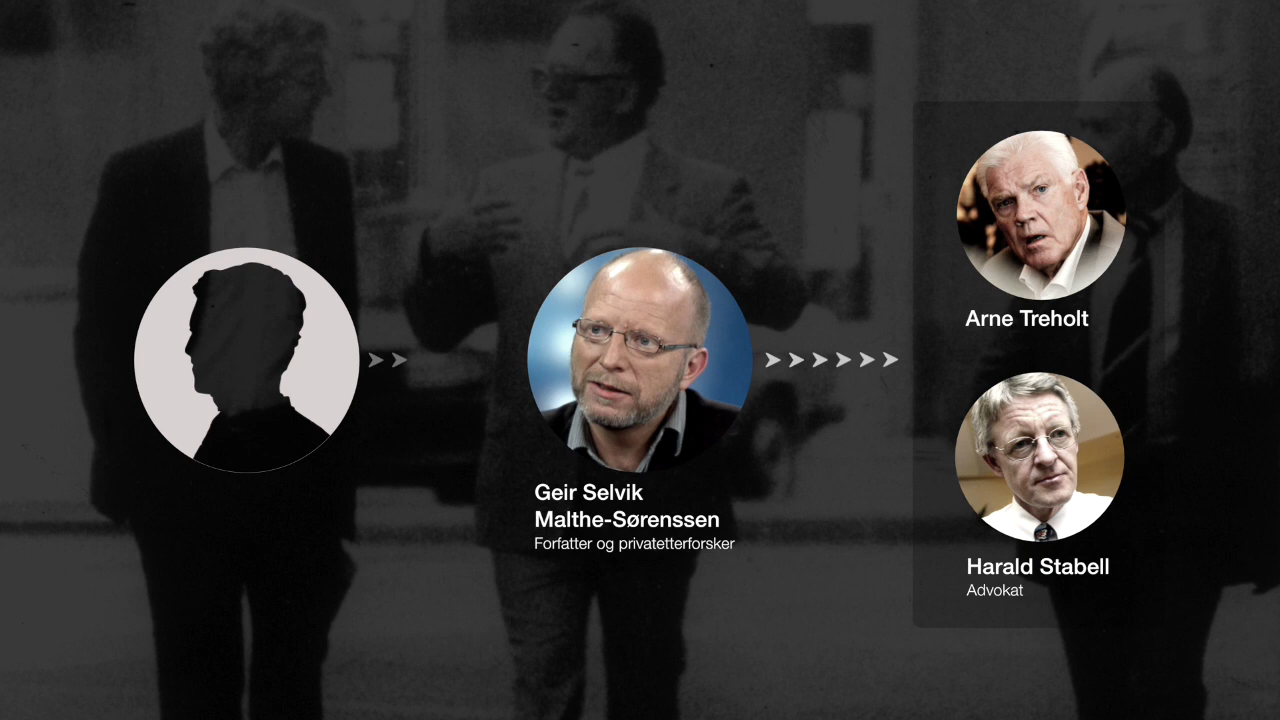 Arne Treholt
Geir Selvik
Malthe-Sørenssen
Forfatter og privatetterforsker
Harald Stabell
Advokat